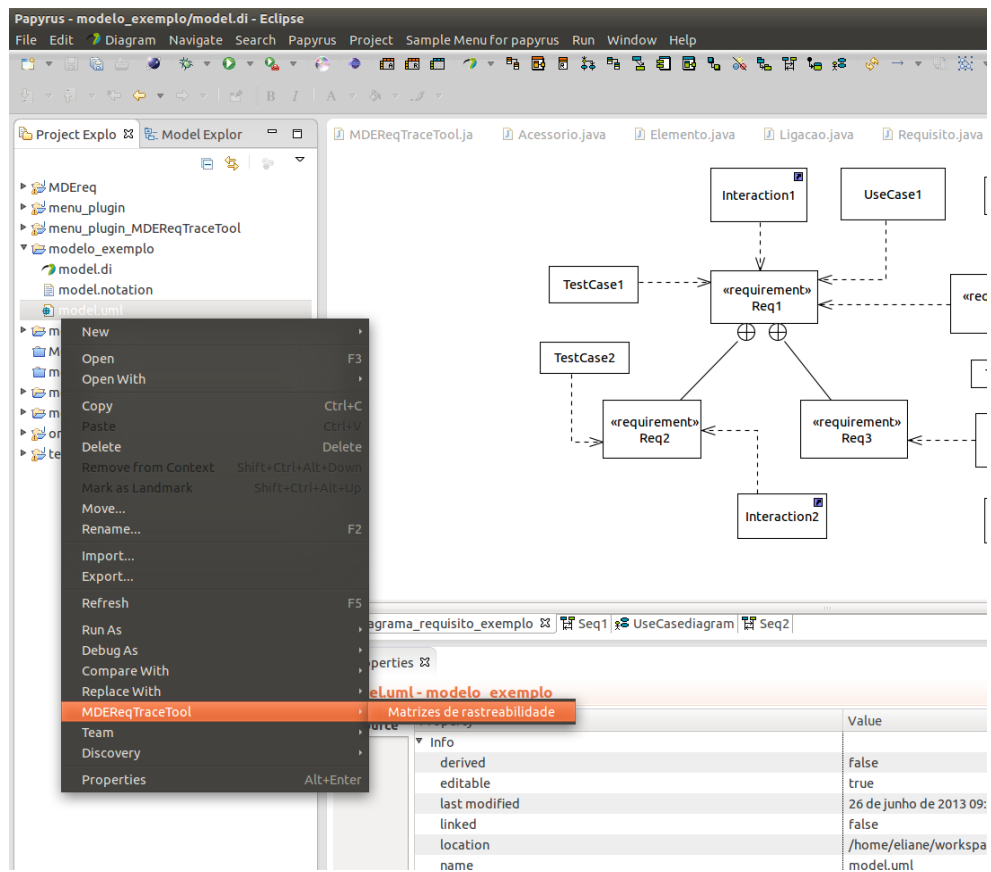 Papyrus - modelo_exemplo/model.di - Eclipse
File Edit Diagram Navigate Search Papyrus Project Sample Menu for papyrus Run Window Help
B I A
Project Explo Model Explor
MDEReqTraceTool.ja Acessorio.java Elemento.java Ligacao.java Requisito.java
MDEreq
menu_plugin
menu_plugin_MDEReqTraceTool
modelo_exemplo
model.di
model.notation
model.uml
New
Open F3
Open With
Copy Ctrl+C
Paste Ctrl+V
Delete Delete
Remove from Context Shift+Ctrl+Alt+Down
Mark as Landmark Shift+Ctrl+Alt+Up
Move...
Rename... F2
Import...
Export...
Refresh F5
Run As
Debug As
Compare With
Replace With
MDEReqTraceTool
Matrizes de rastreabilidade
Team
Discovery
Properties Alt+Enter
Interaction1
UseCase1
TestCase1
«requirement»
Req1
«req
TestCase2
«requirement»
Req2
«requirement»
Req3
Interaction2
agrama_requisito_exemplo Seq1 UseCasediagram Seq2
perties
el.uml - modelo_exemplo
Property Value
Info
derived false
editable true
last modified 26 de junho de 2013 09:
linked false
location /home/eliane/workspa
name model.uml